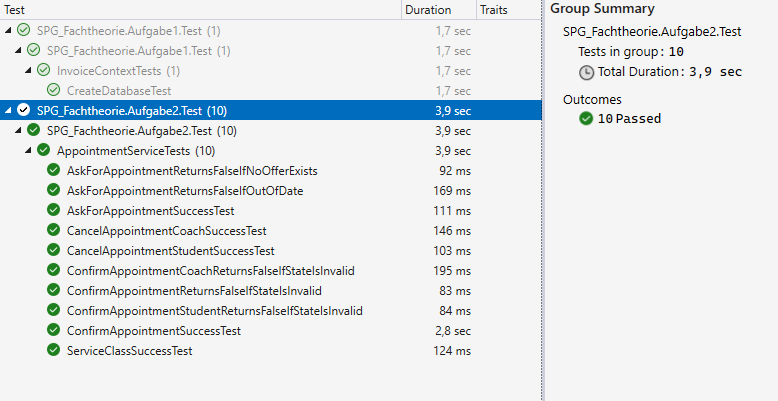 Test Duration Traits
SPG_Fachtheorie.Aufgabe1.Test (1) 1,7 sec
SPG_Fachtheorie.Aufgabe1.Test (1) 1,7 sec
InvoiceContextTests (1) 1,7 sec
CreateDatabaseTest 1,7 sec
SPG_Fachtheorie.Aufgabe2.Test (10) 3,9 sec
SPG_Fachtheorie.Aufgabe2.Test (10) 3,9 sec
AppointmentServiceTests (10) 3,9 sec
AskForAppointmentReturnsFalseIfNoOfferExists 92 ms
AskForAppointmentReturnsFalseIfOutOfDate 169 ms
AskForAppointmentSuccessTest 111 ms
CancelAppointmentCoachSuccessTest 146 ms
CancelAppointmentStudentSuccessTest 103 ms
ConfirmAppointmentCoachReturnsFalseIfStateIsInvalid 195 ms
ConfirmAppointmentReturnsFalseIfStateIsInvalid 83 ms
ConfirmAppointmentStudentReturnsFalseIfStateIsInvalid 84 ms
ConfirmAppointmentSuccessTest 2,8 sec
ServiceClassSuccessTest 124 ms
Group Summary
SPG_Fachtheorie.Aufgabe2.Test
Tests in group: 10
Total Duration: 3,9 sec
Outcomes
10 Passed